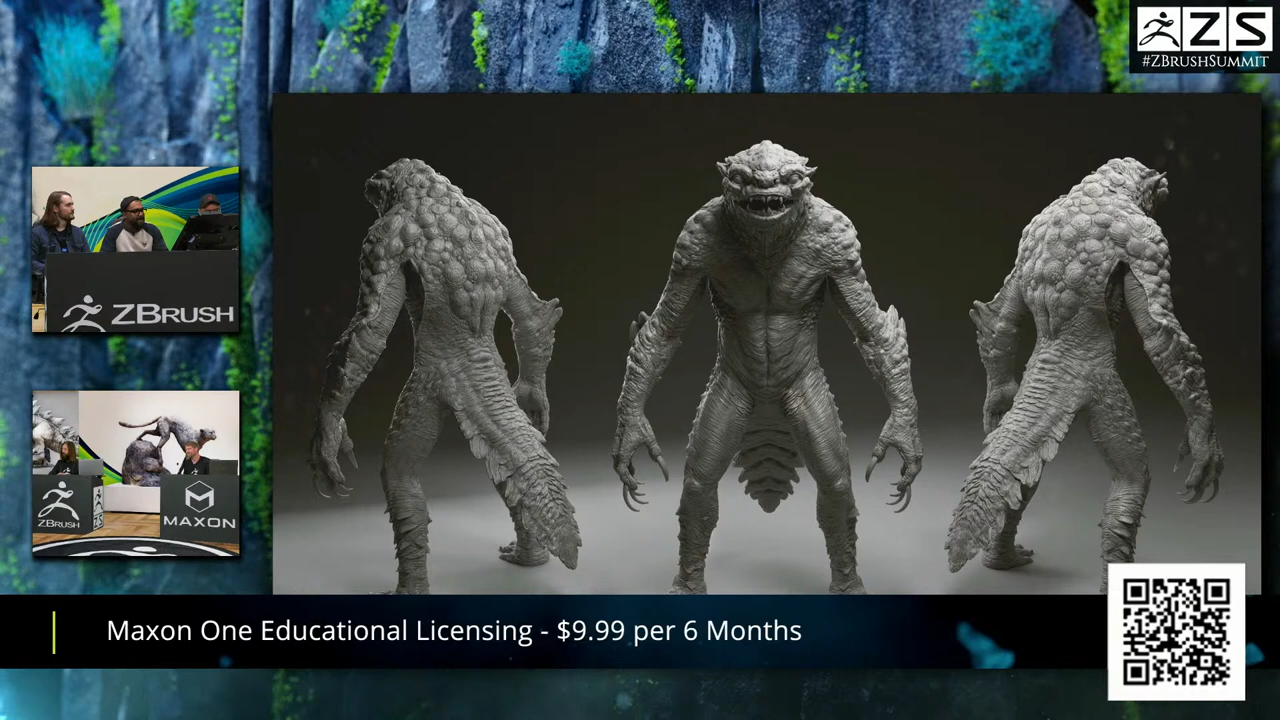 ZS
#ZBrushSummit
ZBRUSH
ZBRUSH
MAXON
Maxon One Educational Licensing - $9.99 per 6 Months